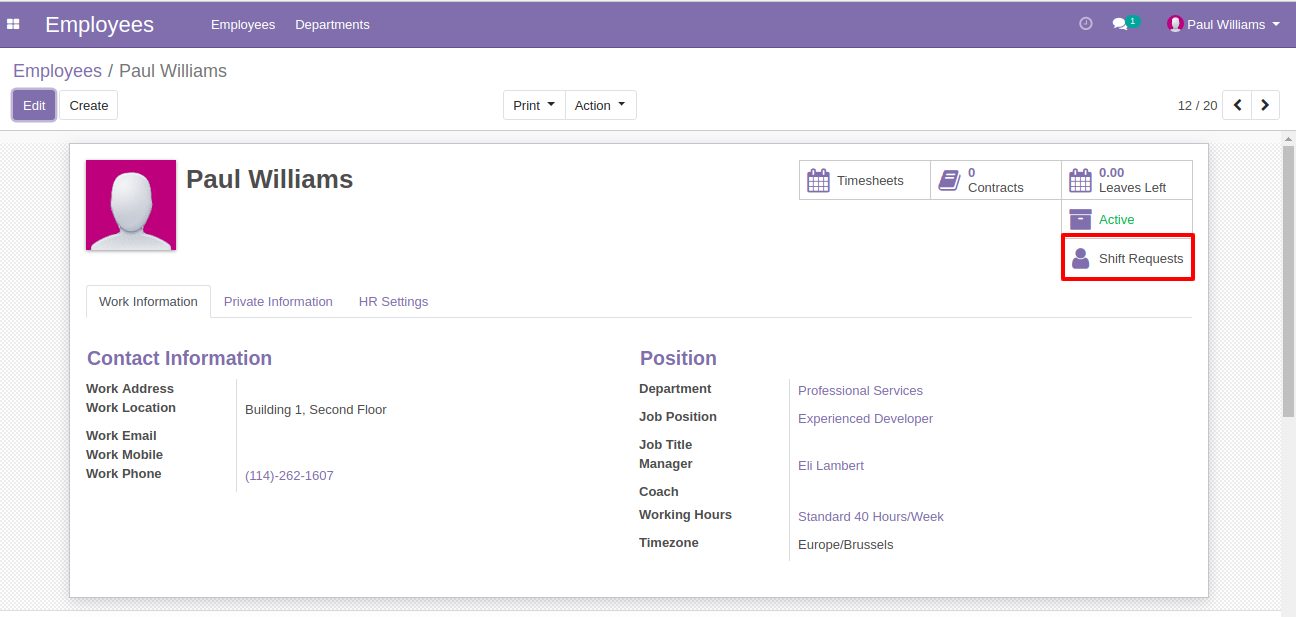 Employees Employees Departments 1 Paul Williams
Employees / Paul Williams
Edit Create Print Action 12 / 20
Paul Williams
Timesheets
0
Contracts
0.00
Leaves Left
Active
Shift Requests
Work Information Private Information HR Settings
Contact Information
Work Address
Work Location Building 1, Second Floor
Work Email
Work Mobile
Work Phone (114)-262-1607
Position
Department Professional Services
Job Position Experienced Developer
Job Title
Manager Eli Lambert
Coach
Working Hours Standard 40 Hours/Week
Timezone Europe/Brussels